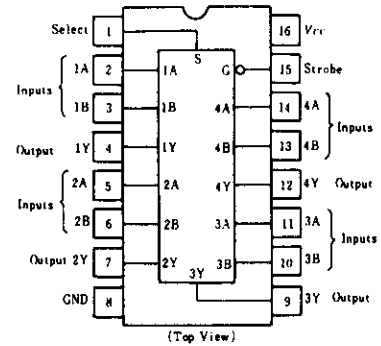 Select 1 16 Vcc
S
1A 2 1A G 15 Strobe
Inputs
1B 3 1B 4A 14 4A
Inputs
Output 1Y 4 1Y 4B 13 4B
2A 5 2A 4Y 12 4Y Output
Inputs
2B 6 2B 3A 11 3A
Inputs
Output 2Y 7 2Y 3B 10 3B
3Y
GND 8 9 3Y Output
(Top View)